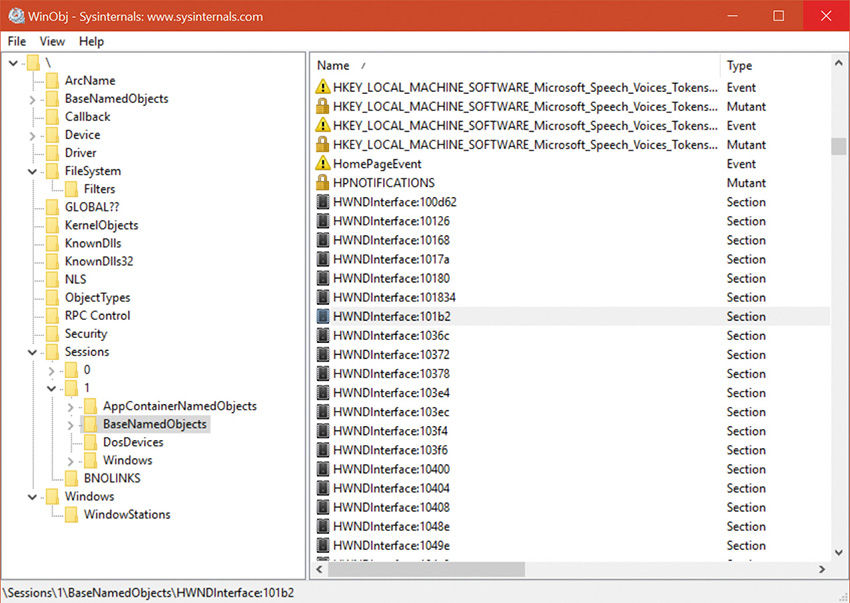 WinObj - Sysinternals: www.sysinternals.com
File View Help
\
ArcName
BaseNamedObjects
Callback
Device
Driver
FileSystem
Filters
GLOBAL??
KernelObjects
KnownDlls
KnownDlls32
NLS
ObjectTypes
RPC Control
Security
Sessions
0
1
AppContainerNamedObjects
BaseNamedObjects
DosDevices
Windows
BNOLINKS
Windows
WindowStations
Name Type
HKEY_LOCAL_MACHINE_SOFTWARE_Microsoft_Speech_Voices_Tokens... Event
HKEY_LOCAL_MACHINE_SOFTWARE_Microsoft_Speech_Voices_Tokens... Mutant
HKEY_LOCAL_MACHINE_SOFTWARE_Microsoft_Speech_Voices_Tokens... Event
HKEY_LOCAL_MACHINE_SOFTWARE_Microsoft_Speech_Voices_Tokens... Mutant
HomePageEvent Event
HPNOTIFICATIONS Mutant
HWNDInterface:100d62 Section
HWNDInterface:10126 Section
HWNDInterface:10168 Section
HWNDInterface:1017a Section
HWNDInterface:10180 Section
HWNDInterface:101834 Section
HWNDInterface:101b2 Section
HWNDInterface:1036c Section
HWNDInterface:10372 Section
HWNDInterface:10378 Section
HWNDInterface:103e4 Section
HWNDInterface:103ec Section
HWNDInterface:103f4 Section
HWNDInterface:103f6 Section
HWNDInterface:10400 Section
HWNDInterface:10404 Section
HWNDInterface:10408 Section
HWNDInterface:1048e Section
HWNDInterface:1049e Section
\Sessions\1\BaseNamedObjects\HWNDInterface:101b2